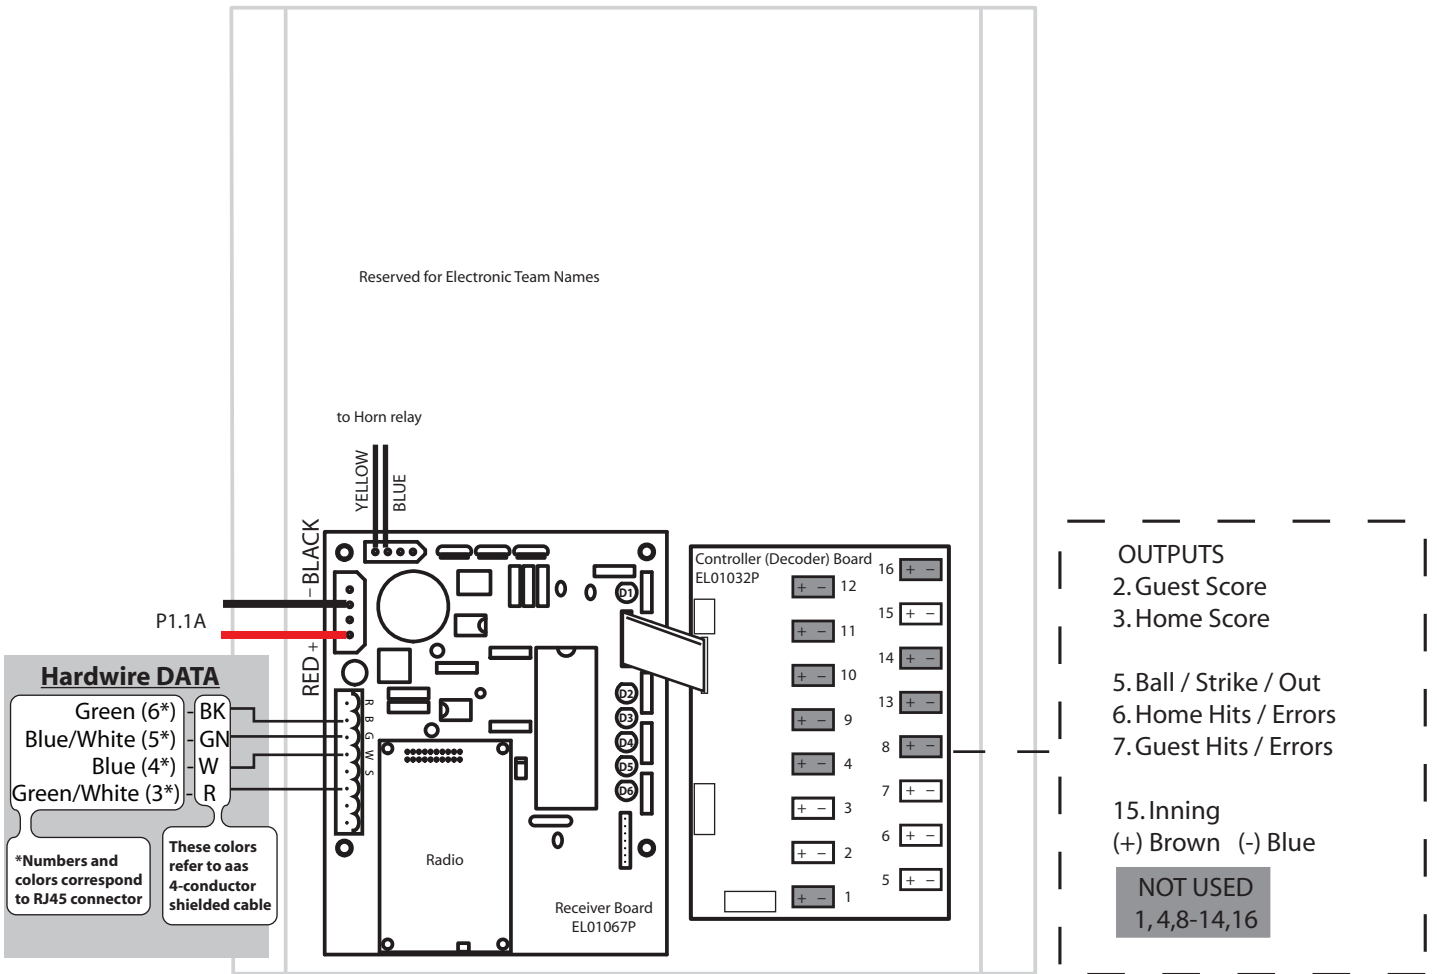 Reserved for Electronic Team Names
to Horn relay
YELLOW
BLUE
RED + – BLACK
P1.1A
Hardwire DATA
Green (6*) - BK
Blue/White (5*) - GN
Blue (4*) - W
Green/White (3*) - R
*Numbers and
colors correspond
to RJ45 connector
These colors
refer to aas
4-conductor
shielded cable
R
B
G
W
S
D1
D2
D3
D4
D5
D6
Radio
Receiver Board
EL01067P
Controller (Decoder) Board
EL01032P
16 + –
+ – 12
15 + –
+ – 11
14 + –
+ – 10
13 + –
+ – 9
8 + –
+ – 4
7 + –
+ – 3
6 + –
+ – 2
5 + –
+ – 1
OUTPUTS
2. Guest Score
3. Home Score
5. Ball / Strike / Out
6. Home Hits / Errors
7. Guest Hits / Errors
15. Inning
(+) Brown (-) Blue
NOT USED
1, 4,8-14,16